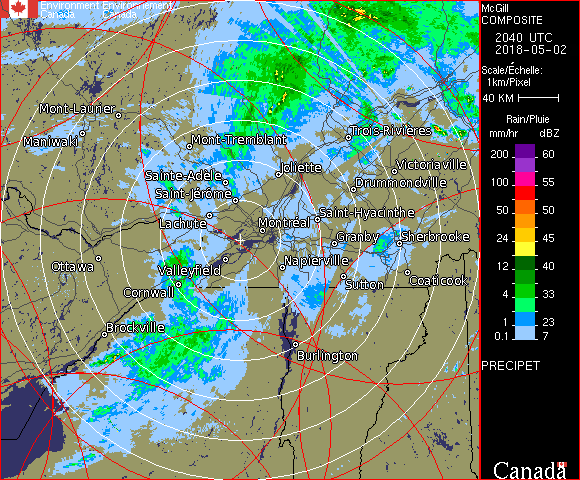 Environment Environnement
Canada Canada
McGill
COMPOSITE
2040 UTC
2018-05-02
Scale/Échelle:
1km/Pixel
40 KM
Rain/Pluie
mm/hr dBZ
200 60
100 55
50 50
24 45
12 40
4 33
1 23
0.1 7
PRECIPET
Canada
Mont-Laurier
Maniwaki
Mont-Tremblant
Trois-Rivières
Sainte-Adèle
Joliette
Victoriaville
Saint-Jérôme
Drummondville
Lachute
Montréal
Saint-Hyacinthe
Granby
Sherbrooke
Ottawa
Valleyfield
Napierville
Cornwall
Sutton
Coaticook
Brockville
Burlington